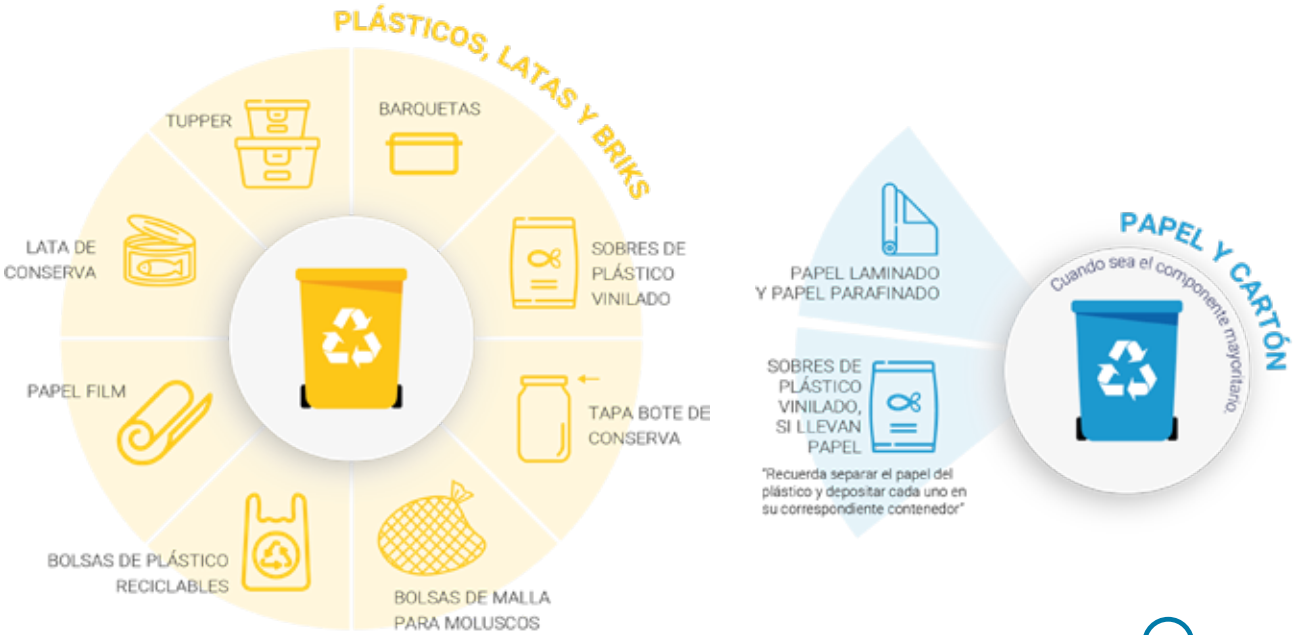 PLÁSTICOS, LATAS Y BRIKS
TUPPER
BARQUETAS
LATA DE
CONSERVA
SOBRES DE
PLÁSTICO
VINILADO
PAPEL FILM
TAPA BOTE DE
CONSERVA
BOLSAS DE PLÁSTICO
RECICLABLES
BOLSAS DE MALLA
PARA MOLUSCOS
PAPEL Y CARTÓN
Cuando sea el componente mayoritario.
PAPEL LAMINADO
Y PAPEL PARAFINADO
SOBRES DE
PLÁSTICO
VINILADO,
SI LLEVAN
PAPEL
"Recuerda separar el papel del
plástico y depositar cada uno en
su correspondiente contenedor"